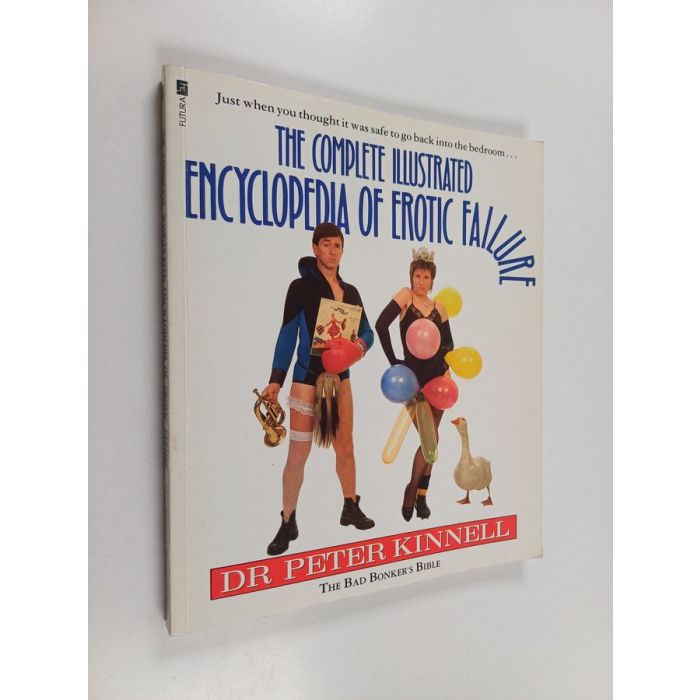 FUTURA
Just when you thought it was safe to go back into the bedroom...
THE COMPLETE ILLUSTRATED
ENCYCLOPEDIA OF EROTIC FAILURE
DR PETER KINNELL
THE BAD BONKER'S BIBLE